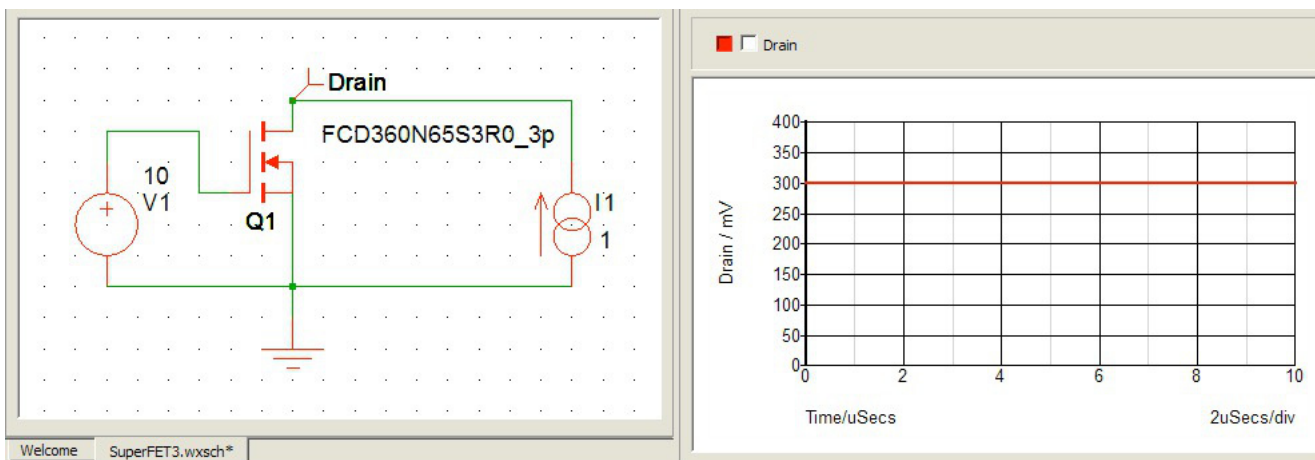 Drain
FCD360N65S3R0_3p
10
V1
Q1
I1
1
Welcome
SuperFET3.wxsch*
Drain
400
350
300
250
200
150
100
50
0
Drain / mV
0 2 4 6 8 10
Time/uSecs 2uSecs/div